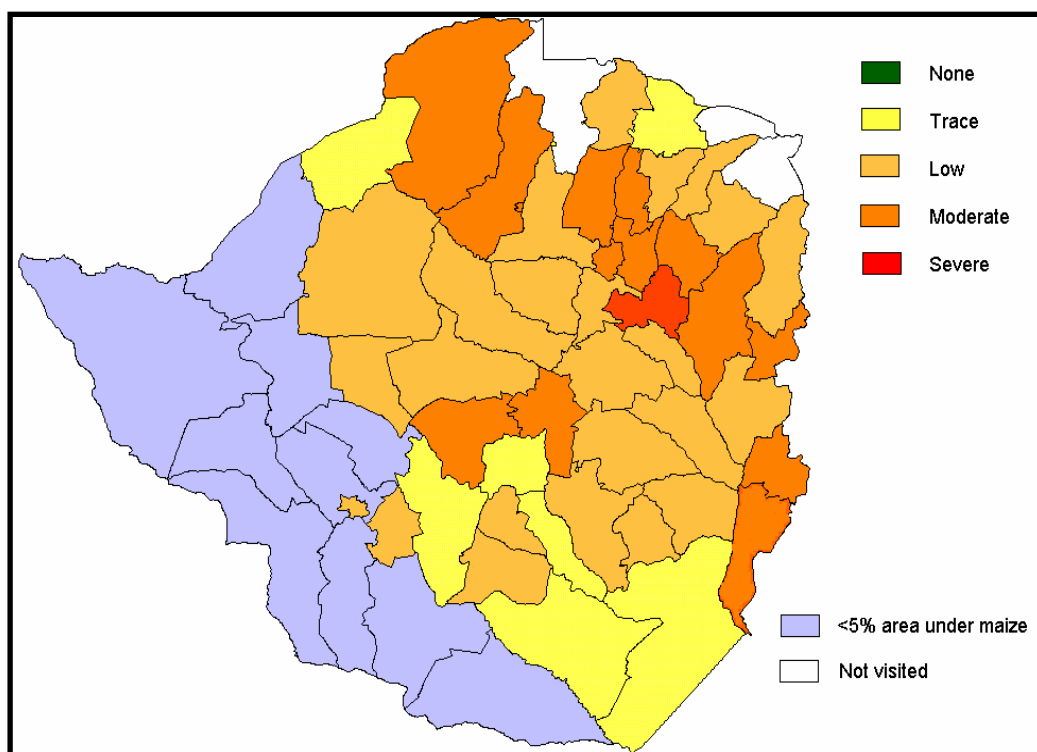 None
Trace
Low
Moderate
Severe
<5% area under maize
Not visited